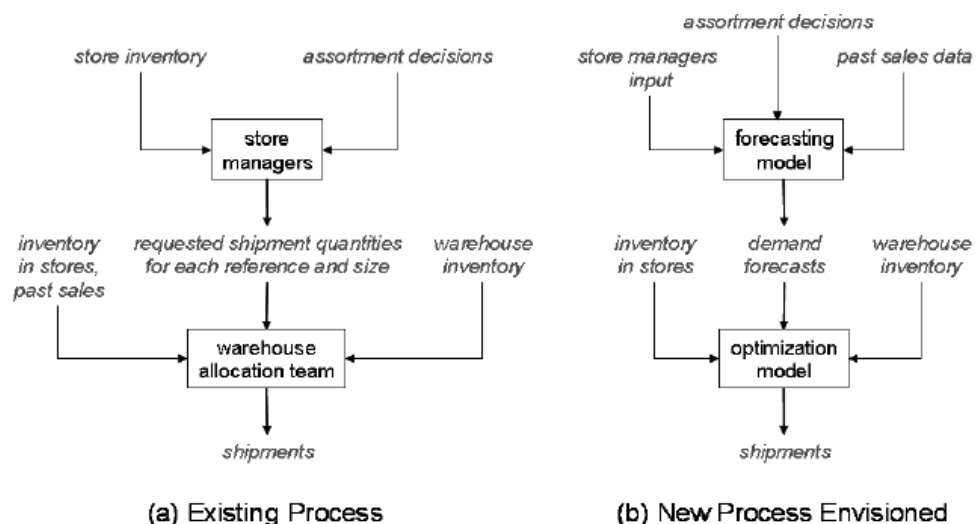 store inventory
assortment decisions
store
managers
inventory
in stores,
past sales
requested shipment quantities
for each reference and size
warehouse
inventory
warehouse
allocation team
shipments
(a) Existing Process
assortment decisions
store managers
input
past sales data
forecasting
model
inventory
in stores
demand
forecasts
warehouse
inventory
optimization
model
shipments
(b) New Process Envisioned